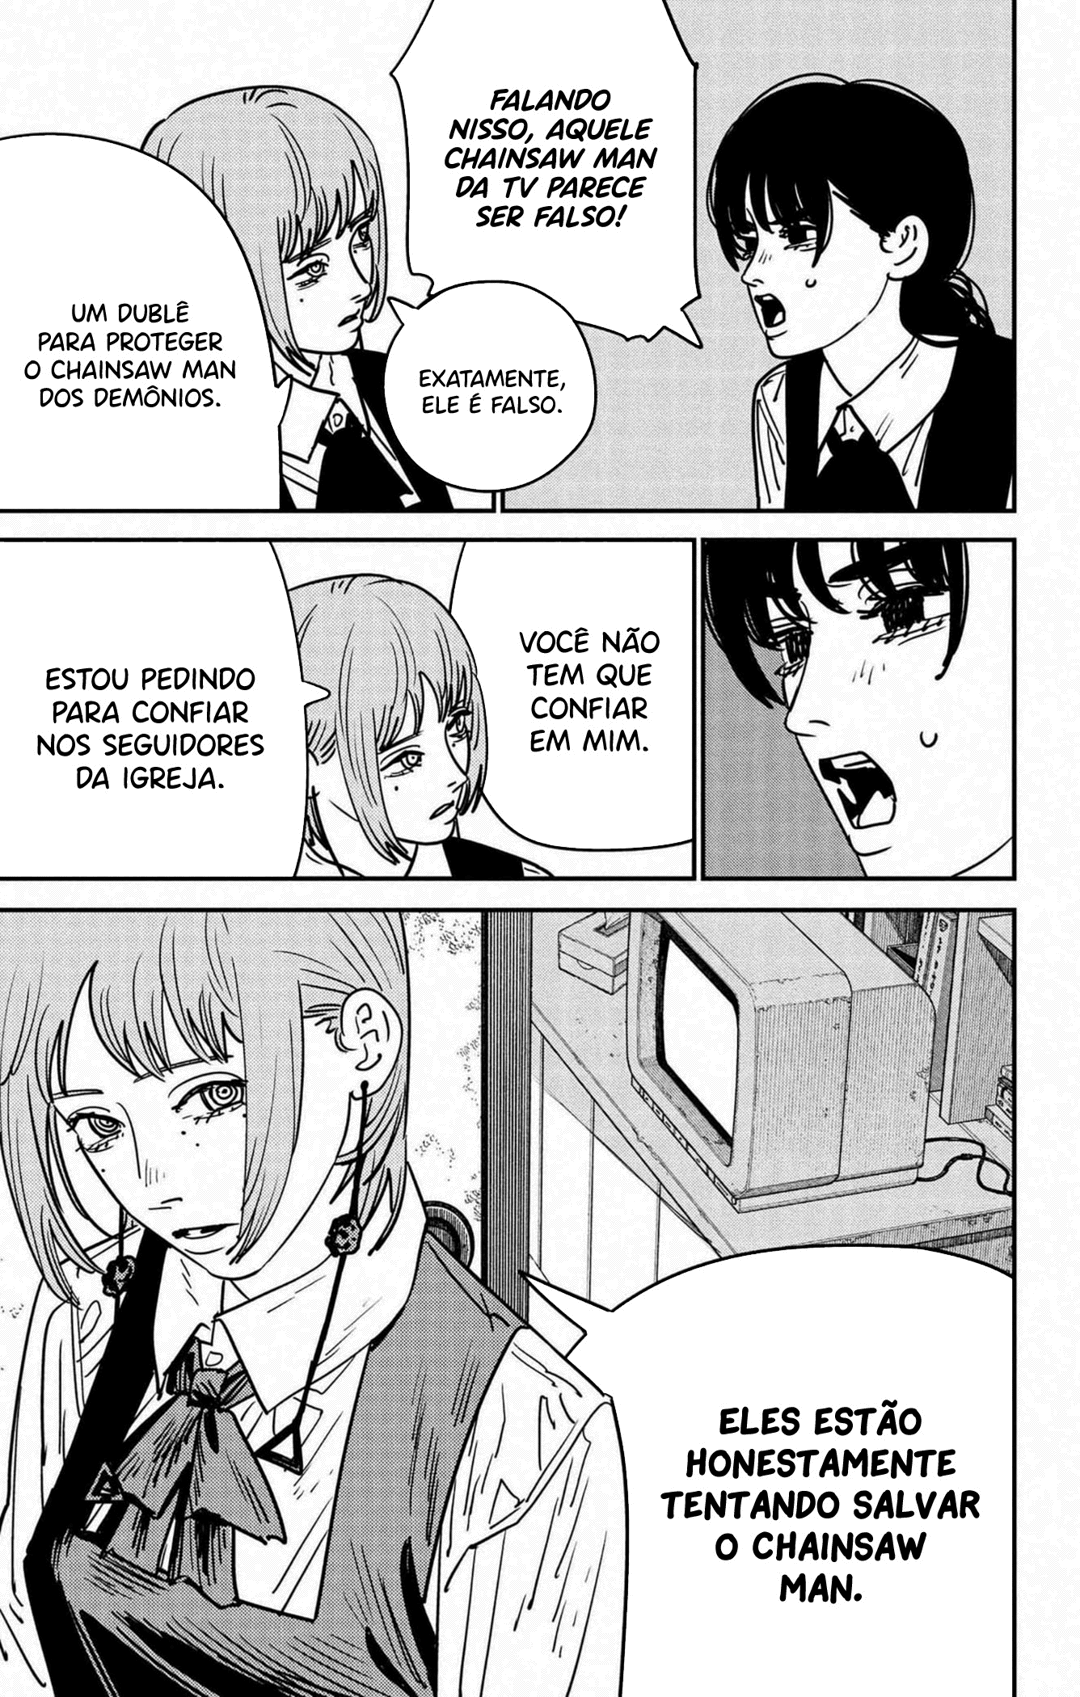 FALANDO
NISSO, AQUELE
CHAINSAW MAN
DA TV PARECE
SER FALSO!
EXATAMENTE,
ELE É FALSO.
UM DUBLÊ
PARA PROTEGER
O CHAINSAW MAN
DOS DEMÔNIOS.
VOCÊ NÃO
TEM QUE
CONFIAR
EM MIM.
ESTOU PEDINDO
PARA CONFIAR
NOS SEGUIDORES
DA IGREJA.
ELES ESTÃO
HONESTAMENTE
TENTANDO SALVAR
O CHAINSAW
MAN.